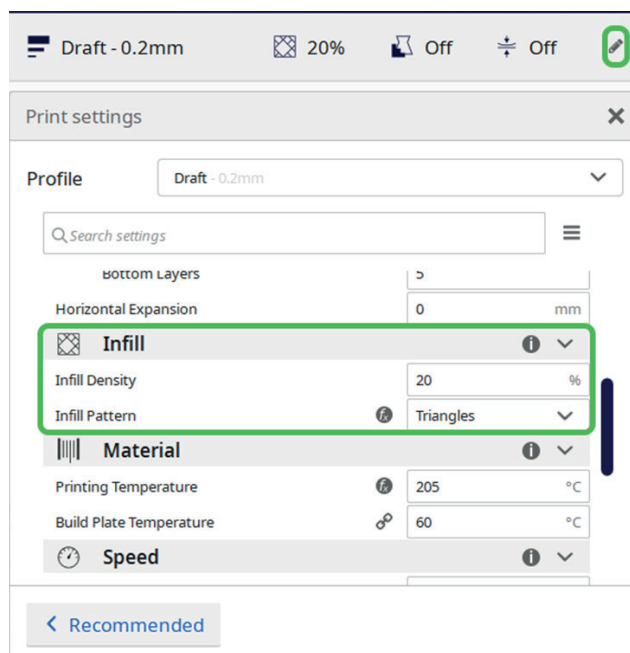 Draft - 0.2mm 20% Off Off
Print settings
Profile Draft - 0.2mm
Search settings
Bottom Layers 5
Horizontal Expansion 0 mm
Infill
Infill Density 20 %
Infill Pattern Triangles
Material
Printing Temperature 205 °C
Build Plate Temperature 60 °C
Speed
Recommended